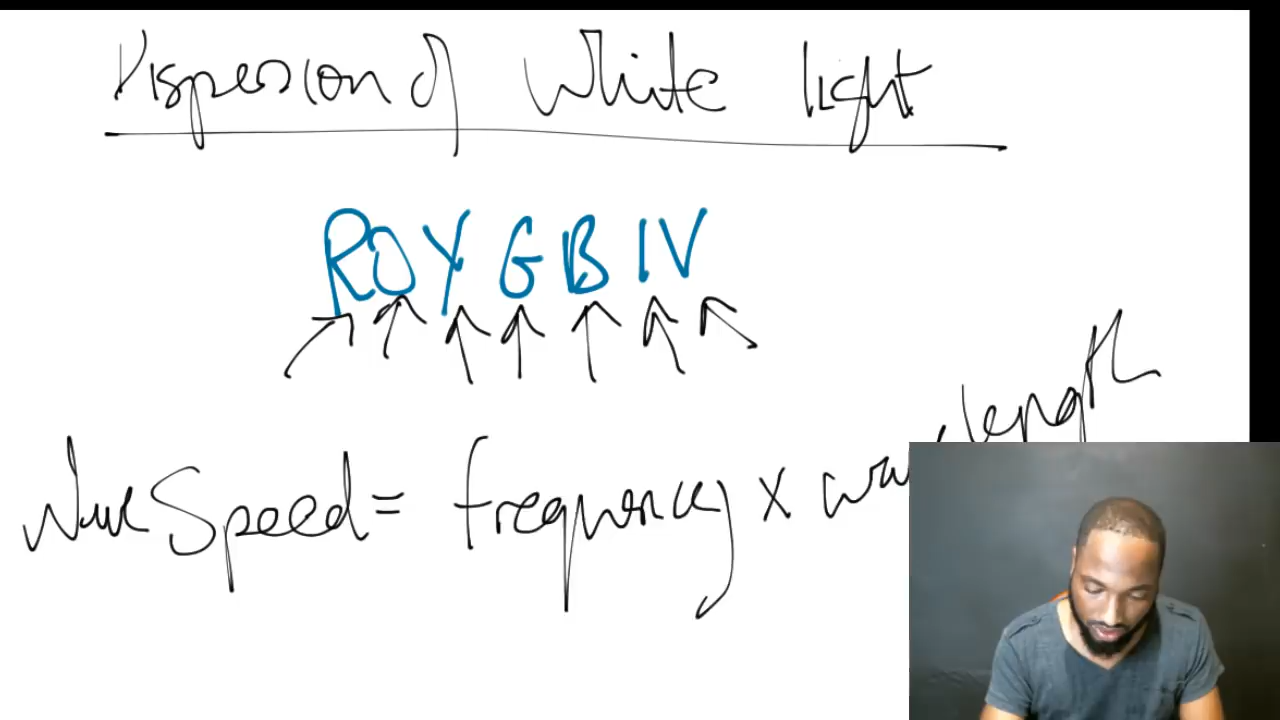 Dispersion of White light
ROYGBIV
Wave Speed = frequency x wavelength